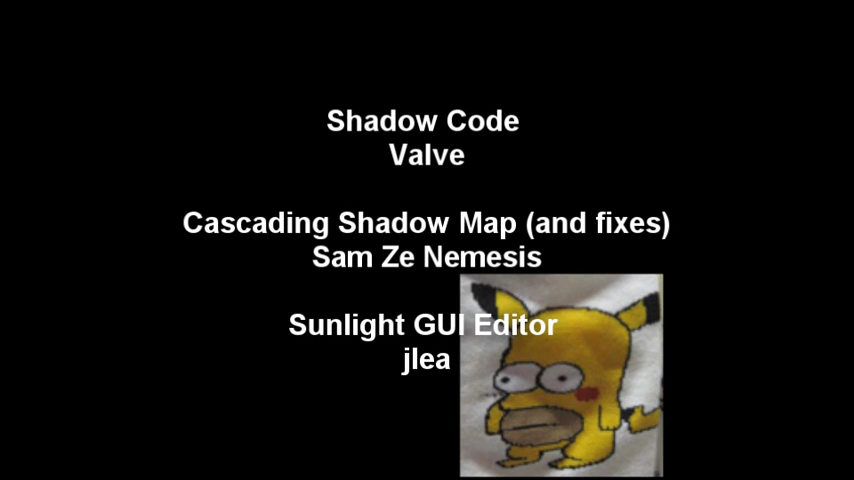 Shadow Code
Valve
Cascading Shadow Map (and fixes)
Sam Ze Nemesis
Sunlight GUI Editor
jlea